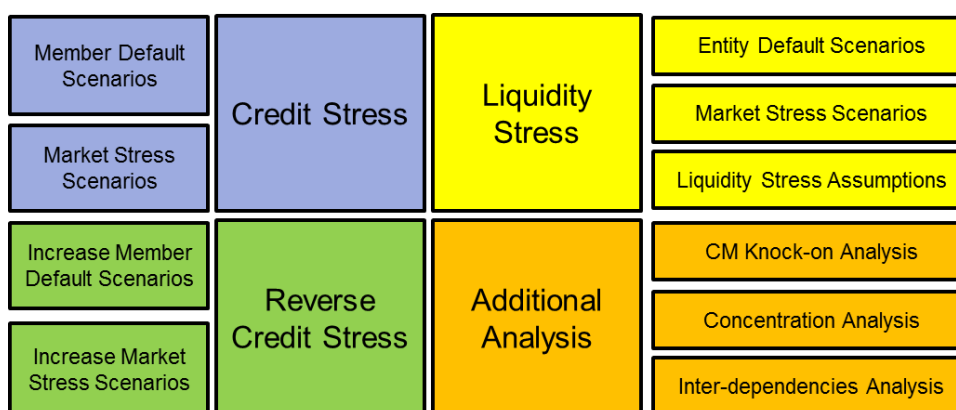 Member Default
Scenarios
Market Stress
Scenarios
Credit Stress
Liquidity
Stress
Entity Default Scenarios
Market Stress Scenarios
Liquidity Stress Assumptions
Increase Member
Default Scenarios
Increase Market
Stress Scenarios
Reverse
Credit Stress
Additional
Analysis
CM Knock-on Analysis
Concentration Analysis
Inter-dependencies Analysis